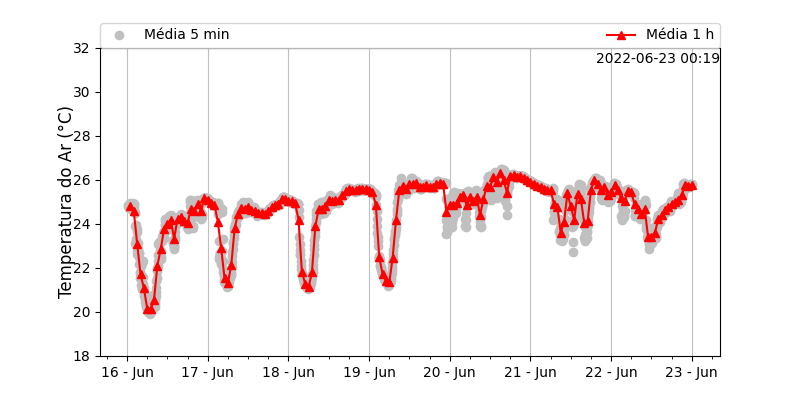 Média 5 min
Média 1 h
2022-06-23 00:19
Temperatura do Ar (°C)
32
30
28
26
24
22
20
18
16 - Jun
17 - Jun
18 - Jun
19 - Jun
20 - Jun
21 - Jun
22 - Jun
23 - Jun